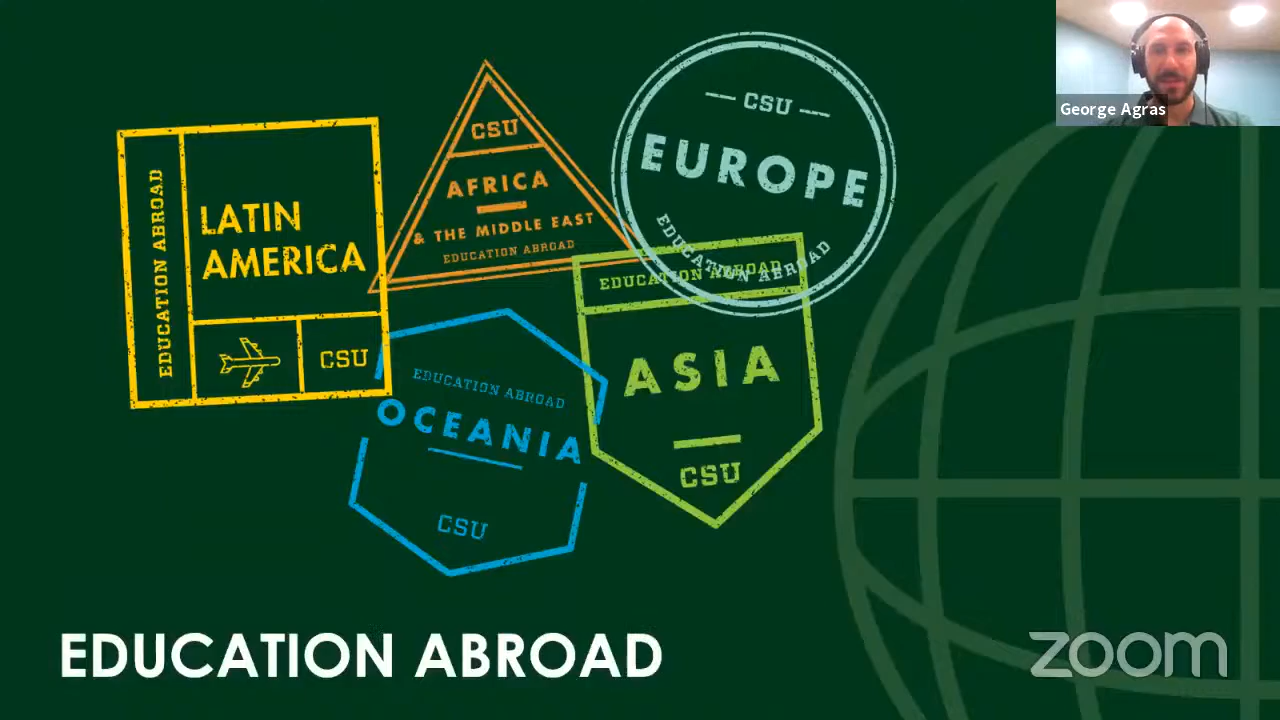 George Agras
EDUCATION ABROAD
LATIN
AMERICA
CSU
CSU
AFRICA
& THE MIDDLE EAST
EDUCATION ABROAD
CSU
EUROPE
EDUCATION ABROAD
EDUCATION ABROAD
ASIA
CSU
EDUCATION ABROAD
OCEANIA
CSU
EDUCATION ABROAD
zoom